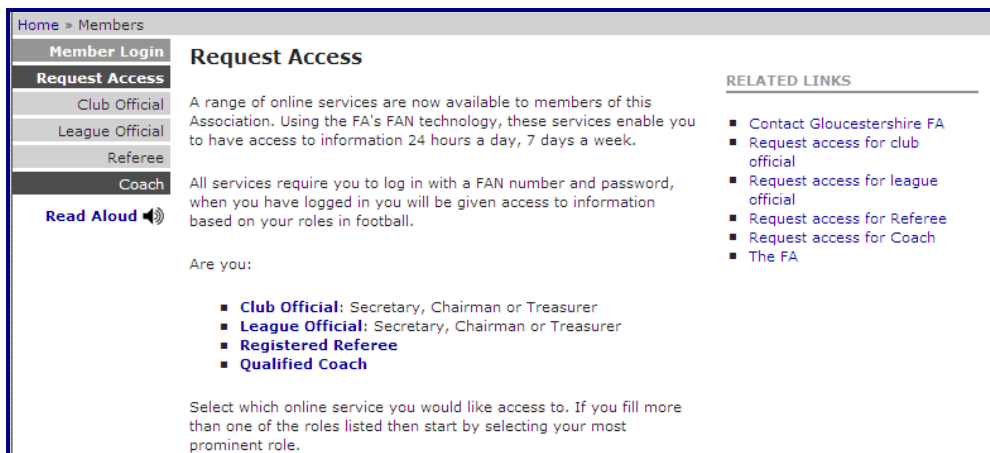 Home » Members
Member Login
Request Access
Club Official
League Official
Referee
Coach
Read Aloud
Request Access
A range of online services are now available to members of this
Association. Using the FA's FAN technology, these services enable you
to have access to information 24 hours a day, 7 days a week.
All services require you to log in with a FAN number and password,
when you have logged in you will be given access to information
based on your roles in football.
Are you:
Club Official: Secretary, Chairman or Treasurer
League Official: Secretary, Chairman or Treasurer
Registered Referee
Qualified Coach
Select which online service you would like access to. If you fill more
than one of the roles listed then start by selecting your most
prominent role.
RELATED LINKS
Contact Gloucestershire FA
Request access for club
official
Request access for league
official
Request access for Referee
Request access for Coach
The FA